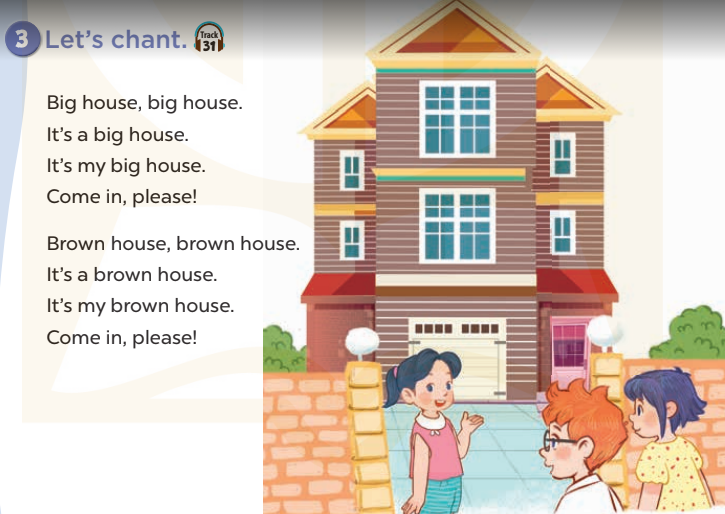 3 Let's chant. Track 31
Big house, big house.
It's a big house.
It's my big house.
Come in, please!
Brown house, brown house.
It's a brown house.
It's my brown house.
Come in, please!